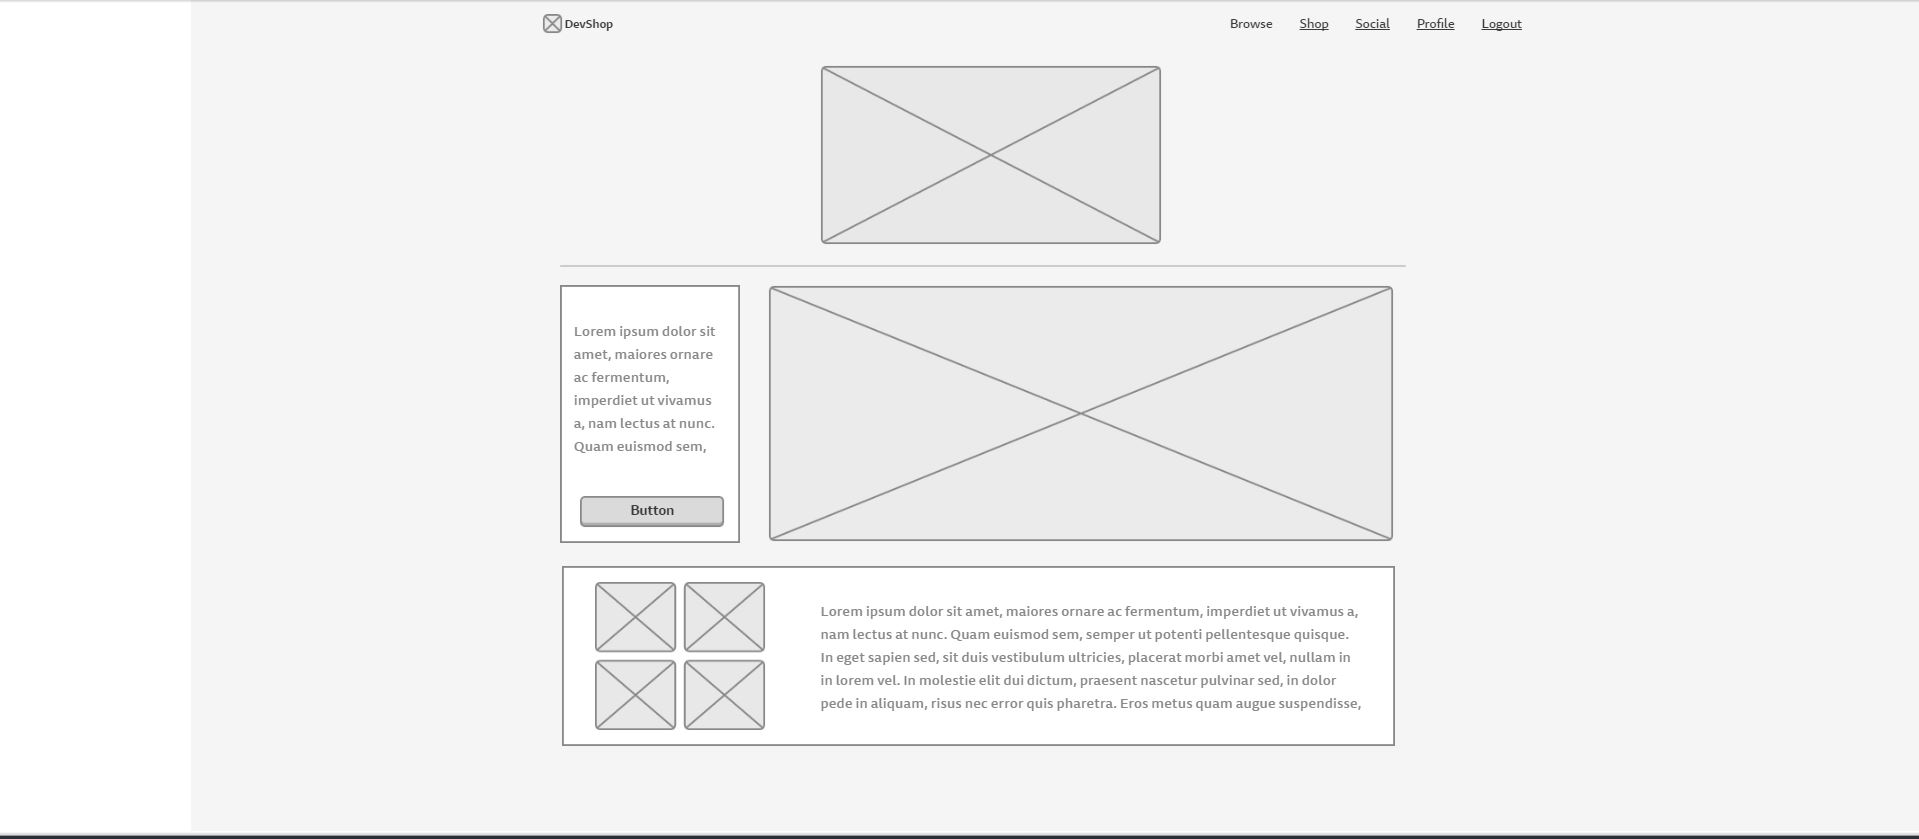 DevShop
Browse Shop Social Profile Logout
Lorem ipsum dolor sit
amet, maiores ornare
ac fermentum,
imperdiet ut vivamus
a, nam lectus at nunc.
Quam euismod sem,
Button
Lorem ipsum dolor sit amet, maiores ornare ac fermentum, imperdiet ut vivamus a,
nam lectus at nunc. Quam euismod sem, semper ut potenti pellentesque quisque.
In eget sapien sed, sit duis vestibulum ultricies, placerat morbi amet vel, nullam in
in lorem vel. In molestie elit dui dictum, praesent nascetur pulvinar sed, in dolor
pede in aliquam, risus nec error quis pharetra. Eros metus quam augue suspendisse,